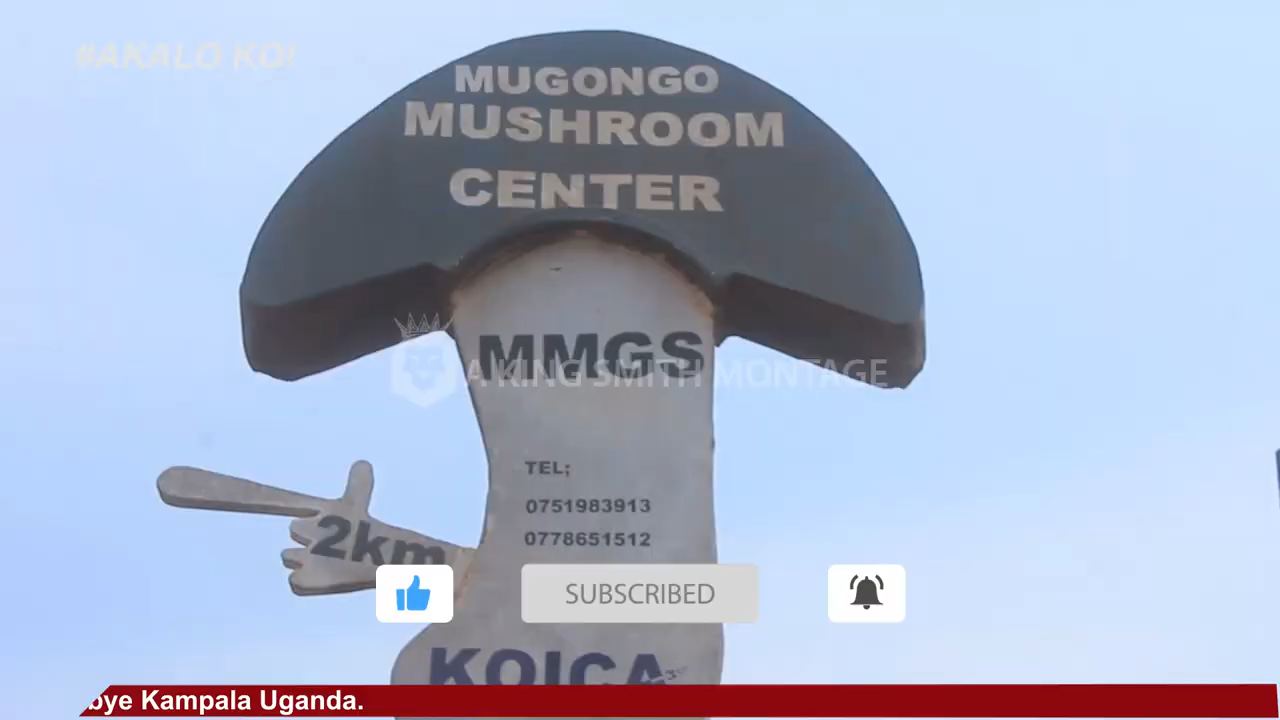 #AKALO KO!
MUGONGO
MUSHROOM
CENTER
MMGS
A KING SMITH MONTAGE
TEL;
0751983913
0778651512
2km
SUBSCRIBED
KOICA
bye Kampala Uganda.